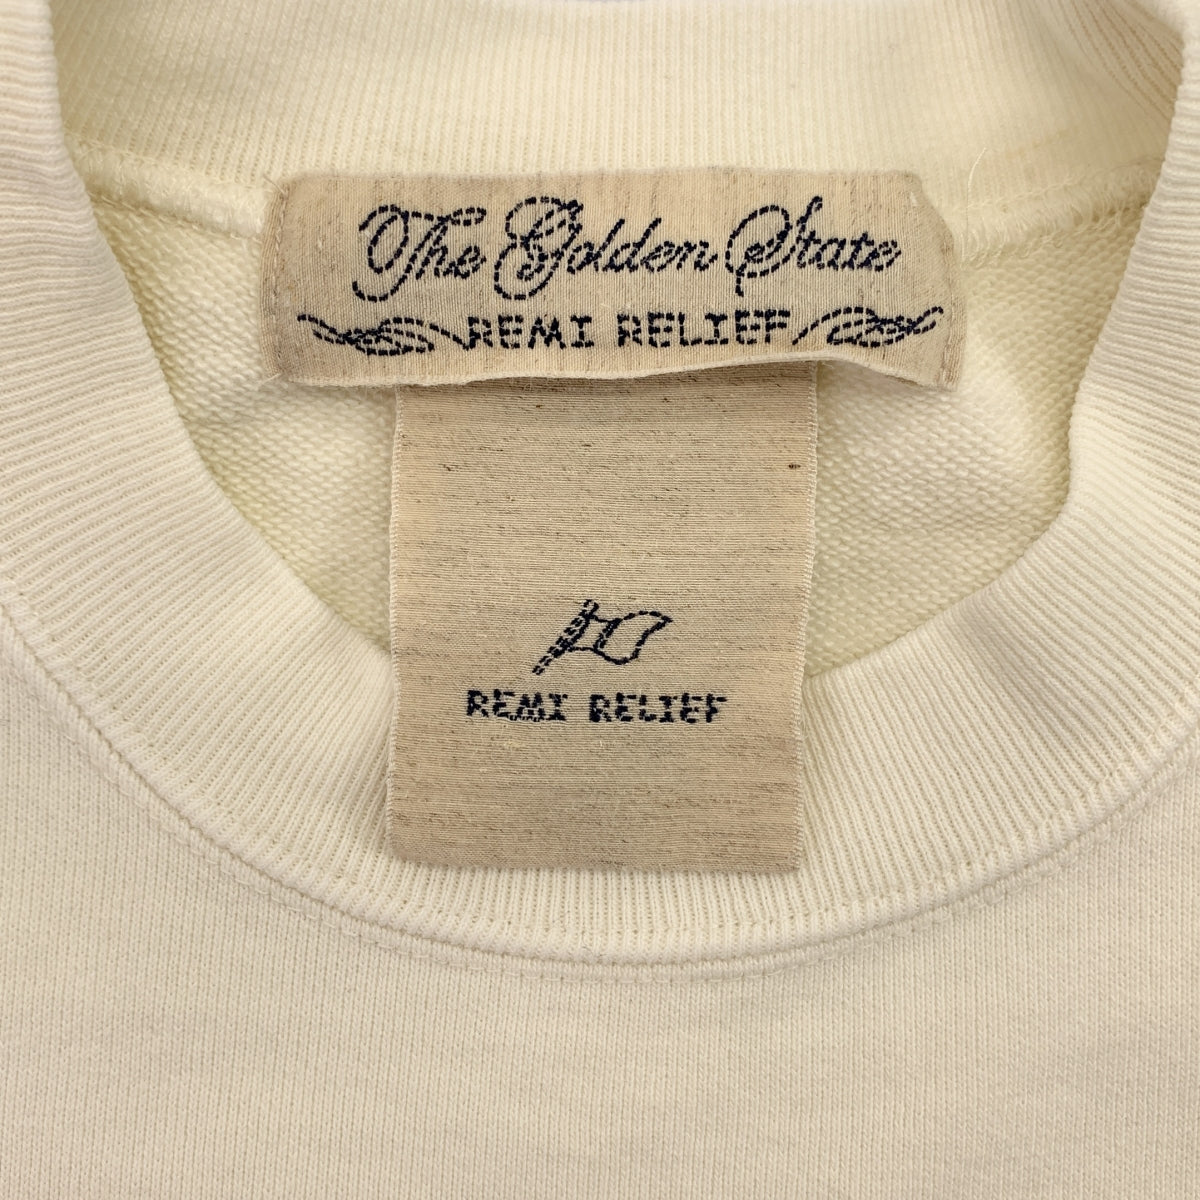 The Golden State
REMI RELIEF
REMI RELIEF